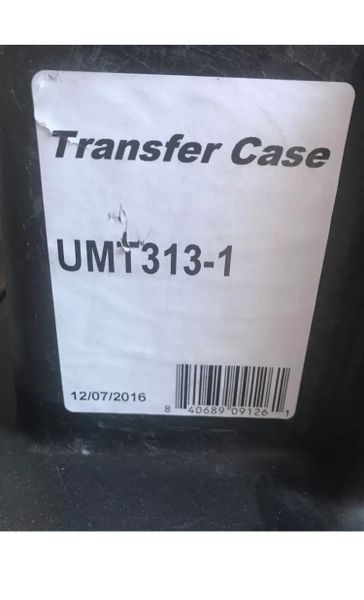 Transfer Case
UMT313-1
12/07/2016
8 40689 09126 1